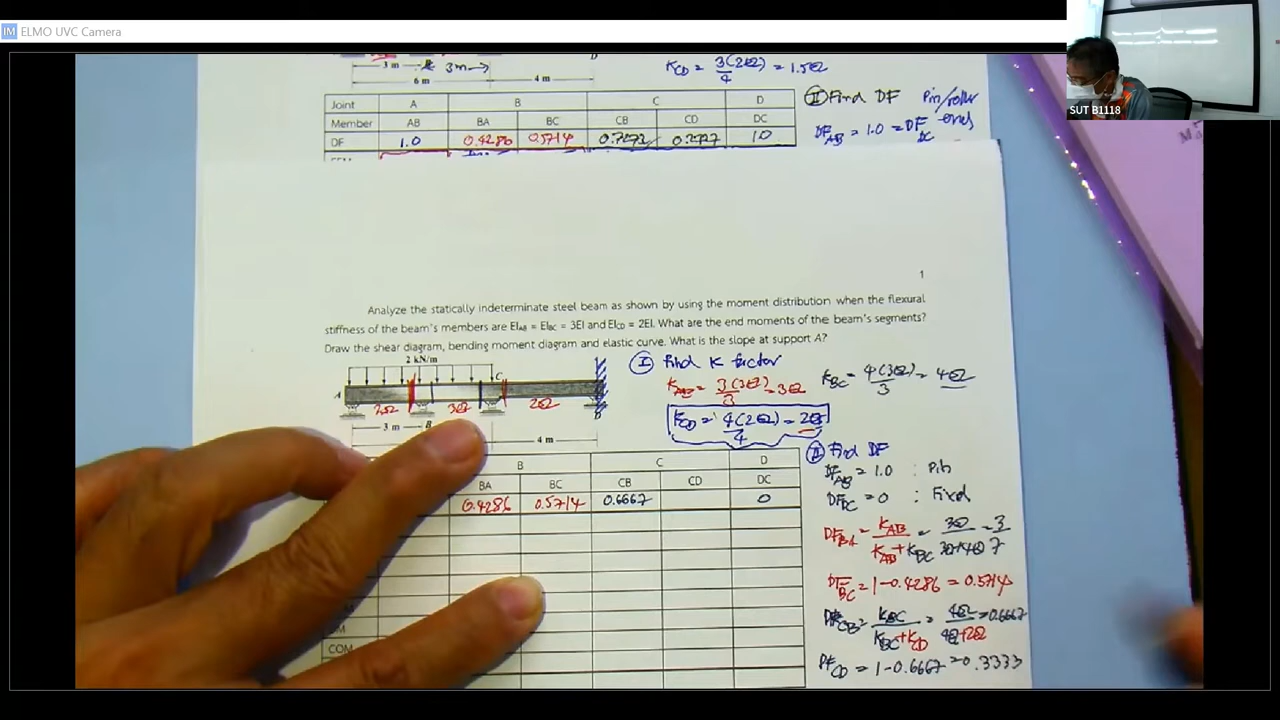 ELMO UVC Camera
SUT B1118
3 m
3m
6 m
4 m
D
K_CD = 3(2EI)/4 = 1.5EI
Joint A B C D
Member AB BA BC CB CD DC
DF 1.0 0.4286 0.5714 0.7272 0.2727 1.0
II Find DF Pin/roller ends
DF_AB = 1.0 = DF_DC
1
Analyze the statically indeterminate steel beam as shown by using the moment distribution when the flexural
stiffness of the beam's members are EI_AB = EI_BC = 3EI and EI_CD = 2EI. What are the end moments of the beam's segments?
Draw the shear diagram, bending moment diagram and elastic curve. What is the slope at support A?
2 kN/m
A
C
3EI
2EI
3 m
B
4 m
I Find K factor
K_AB = 3(3EI)/3 = 3EI
K_BC = 4(3EI)/3 = 4EI
K_CD = 4(2EI)/4 = 2EI
B C D
BA BC CB CD DC
0.4286 0.5714 0.6667 0
COM
II Find DF
DF_AB = 1.0 : Pin
DF_DC = 0 : Fixed
DF_BA = K_AB/(K_AB+K_BC) = 3EI/(3EI+4EI) = 3/7
DF_BC = 1-0.4286 = 0.5714
DF_CB = K_BC/(K_BC+K_CD) = 4EI/(4EI+2EI) = 0.6667
DF_CD = 1-0.6667 = 0.3333